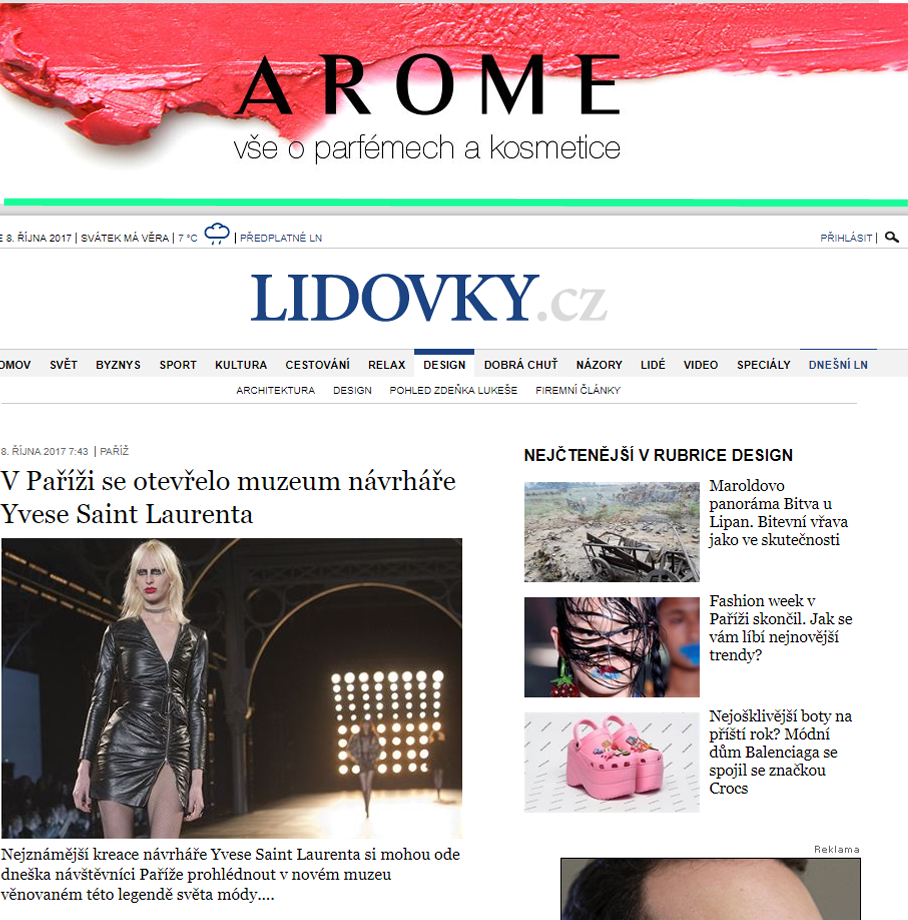 AROME
vše o parfémech a kosmetice
E 8. ŘÍJNA 2017 | SVÁTEK MÁ VĚRA | 7 °C | PŘEDPLATNÉ LN
PŘIHLÁSIT |
LIDOVKY.cz
OMOV SVĚT BYZNYS SPORT KULTURA CESTOVÁNÍ RELAX DESIGN DOBRÁ CHUŤ NÁZORY LIDÉ VIDEO SPECIÁLY DNEŠNÍ LN
ARCHITEKTURA DESIGN POHLED ZDEŇKA LUKEŠE FIREMNÍ ČLÁNKY
8. ŘÍJNA 2017 7:43 | PAŘÍŽ
V Paříži se otevřelo muzeum návrháře
Yvese Saint Laurenta
Nejznámější kreace návrháře Yvese Saint Laurenta si mohou ode
dneška návštěvníci Paříže prohlédnout v novém muzeu
věnovaném této legendě světa módy....
NEJČTENĚJŠÍ V RUBRICE DESIGN
Maroldovo
panoráma Bitva u
Lipan. Bitevní vřava
jako ve skutečnosti
Fashion week v
Paříži skončil. Jak se
vám líbí nejnovější
trendy?
Nejošklivější boty na
příští rok? Módní
dům Balenciaga se
spojil se značkou
Crocs
Reklama